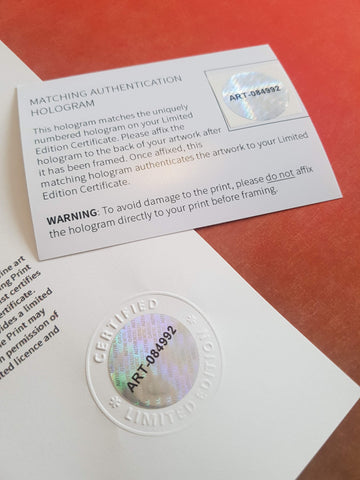 MATCHING AUTHENTICATION
HOLOGRAM
This hologram matches the uniquely
numbered hologram on your Limited
Edition Certificate. Please affix the
hologram to the back of your artwork after
it has been framed. Once affixed, this
matching hologram authenticates the artwork to your Limited
Edition Certificate.
WARNING: To avoid damage to the print, please do not affix
the hologram directly to your print before framing.
ART-084992
ine art
ng Print
st certifies
ertificate.
ides a limited
e Print may
n permission of
ted licence and
CERTIFIED
LIMITED EDITION
ART-084992